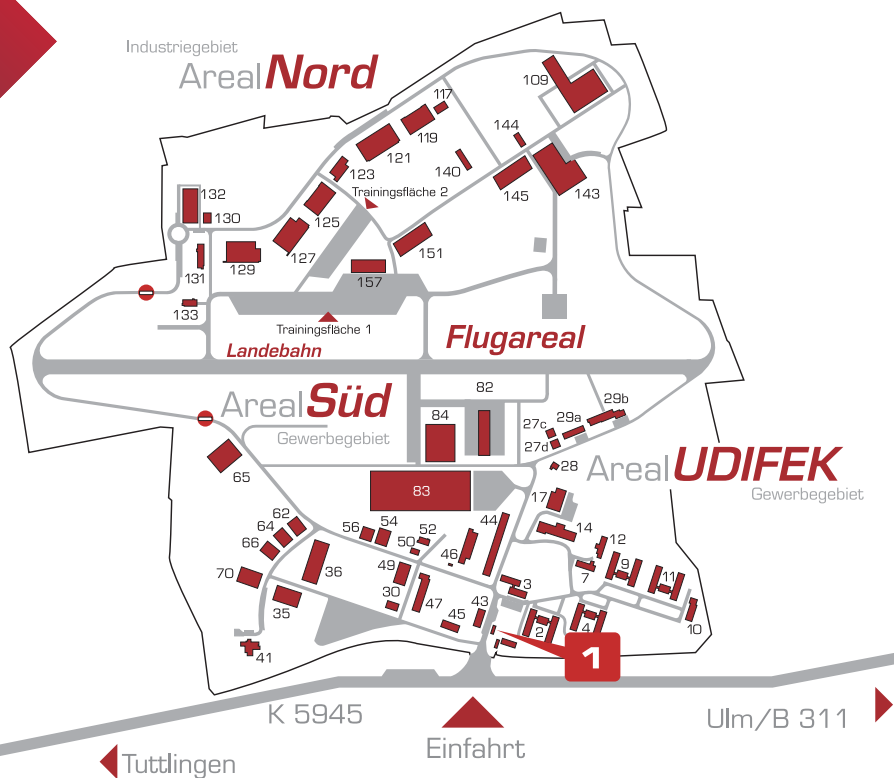 Industriegebiet
Areal Nord
109
117
119
144
121
140
123
Trainingsfläche 2
132
130
125
145
143
127
151
129
131
157
133
Trainingsfläche 1
Landebahn
Flugareal
82
29b
Areal Süd
84
27c
29a
Gewerbegebiet
27d
28
Areal UDIFEK
Gewerbegebiet
65
83
17
62
64
56
54
52
44
14
12
66
50
46
9
70
36
49
7
11
3
35
30
47
43
45
2
4
10
41
1
K 5945
Ulm/B 311
Einfahrt
Tuttlingen